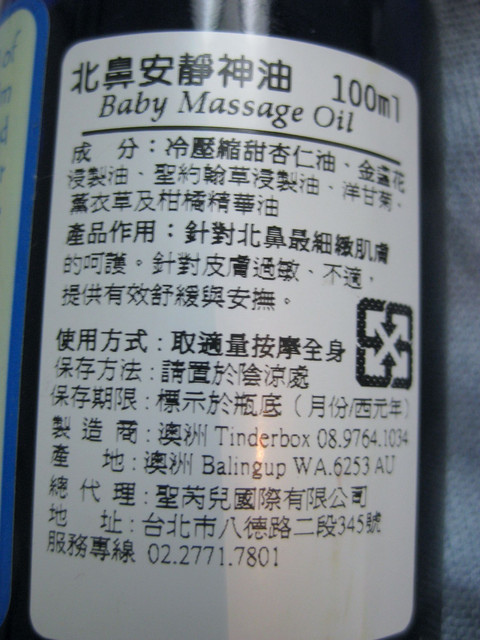 北鼻安靜神油 100ml
Baby Massage Oil
成 分：冷壓縮甜杏仁油、金盞花
浸製油、聖約翰草浸製油、洋甘菊、
薰衣草及柑橘精華油
產品作用：針對北鼻最細緻肌膚
的呵護。針對皮膚過敏、不適，
提供有效舒緩與安撫。
使用方式：取適量按摩全身
保存方法：請置於陰涼處
保存期限：標示於瓶底（月份/西元年）
製造商：澳洲 Tinderbox 08.9764.1034
產 地：澳洲 Balingup WA.6253 AU
總代理：聖芮兒國際有限公司
地 址：台北市八德路二段345號
服務專線 02.2771.7801